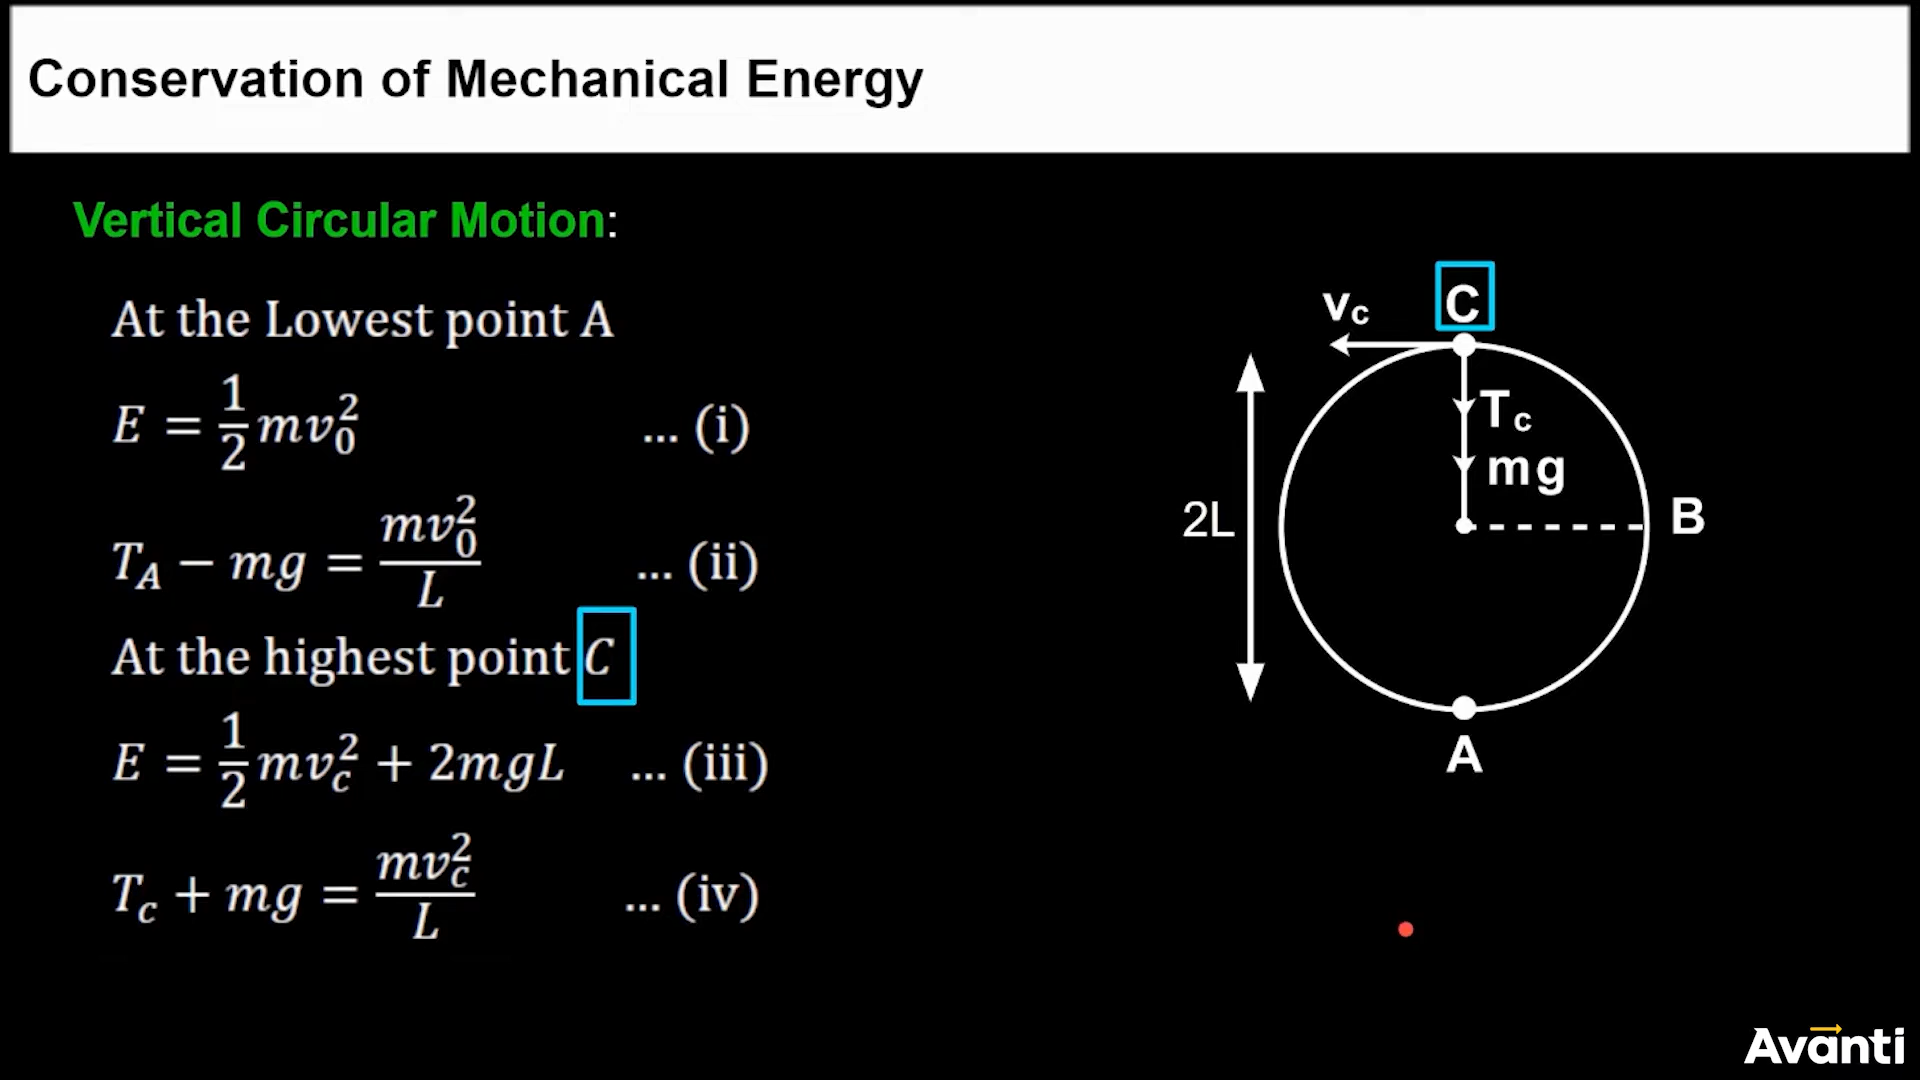 Conservation of Mechanical Energy
Vertical Circular Motion:
At the Lowest point A
E = 1/2 mv₀² ... (i)
T_A − mg = mv₀²/L ... (ii)
At the highest point C
E = 1/2 mv_c² + 2mgL ... (iii)
T_c + mg = mv_c²/L ... (iv)
v_c
C
T_c
mg
2L
B
A
Avanti